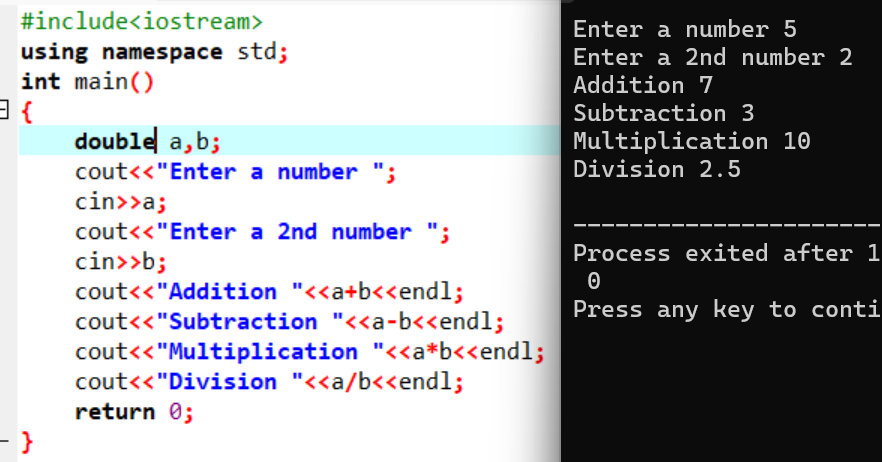 #include<iostream>
using namespace std;
int main()
{
    double a,b;
    cout<<"Enter a number ";
    cin>>a;
    cout<<"Enter a 2nd number ";
    cin>>b;
    cout<<"Addition "<<a+b<<endl;
    cout<<"Subtraction "<<a-b<<endl;
    cout<<"Multiplication "<<a*b<<endl;
    cout<<"Division "<<a/b<<endl;
    return 0;
}
Enter a number 5
Enter a 2nd number 2
Addition 7
Subtraction 3
Multiplication 10
Division 2.5
----------------------
Process exited after 1
 0
Press any key to conti